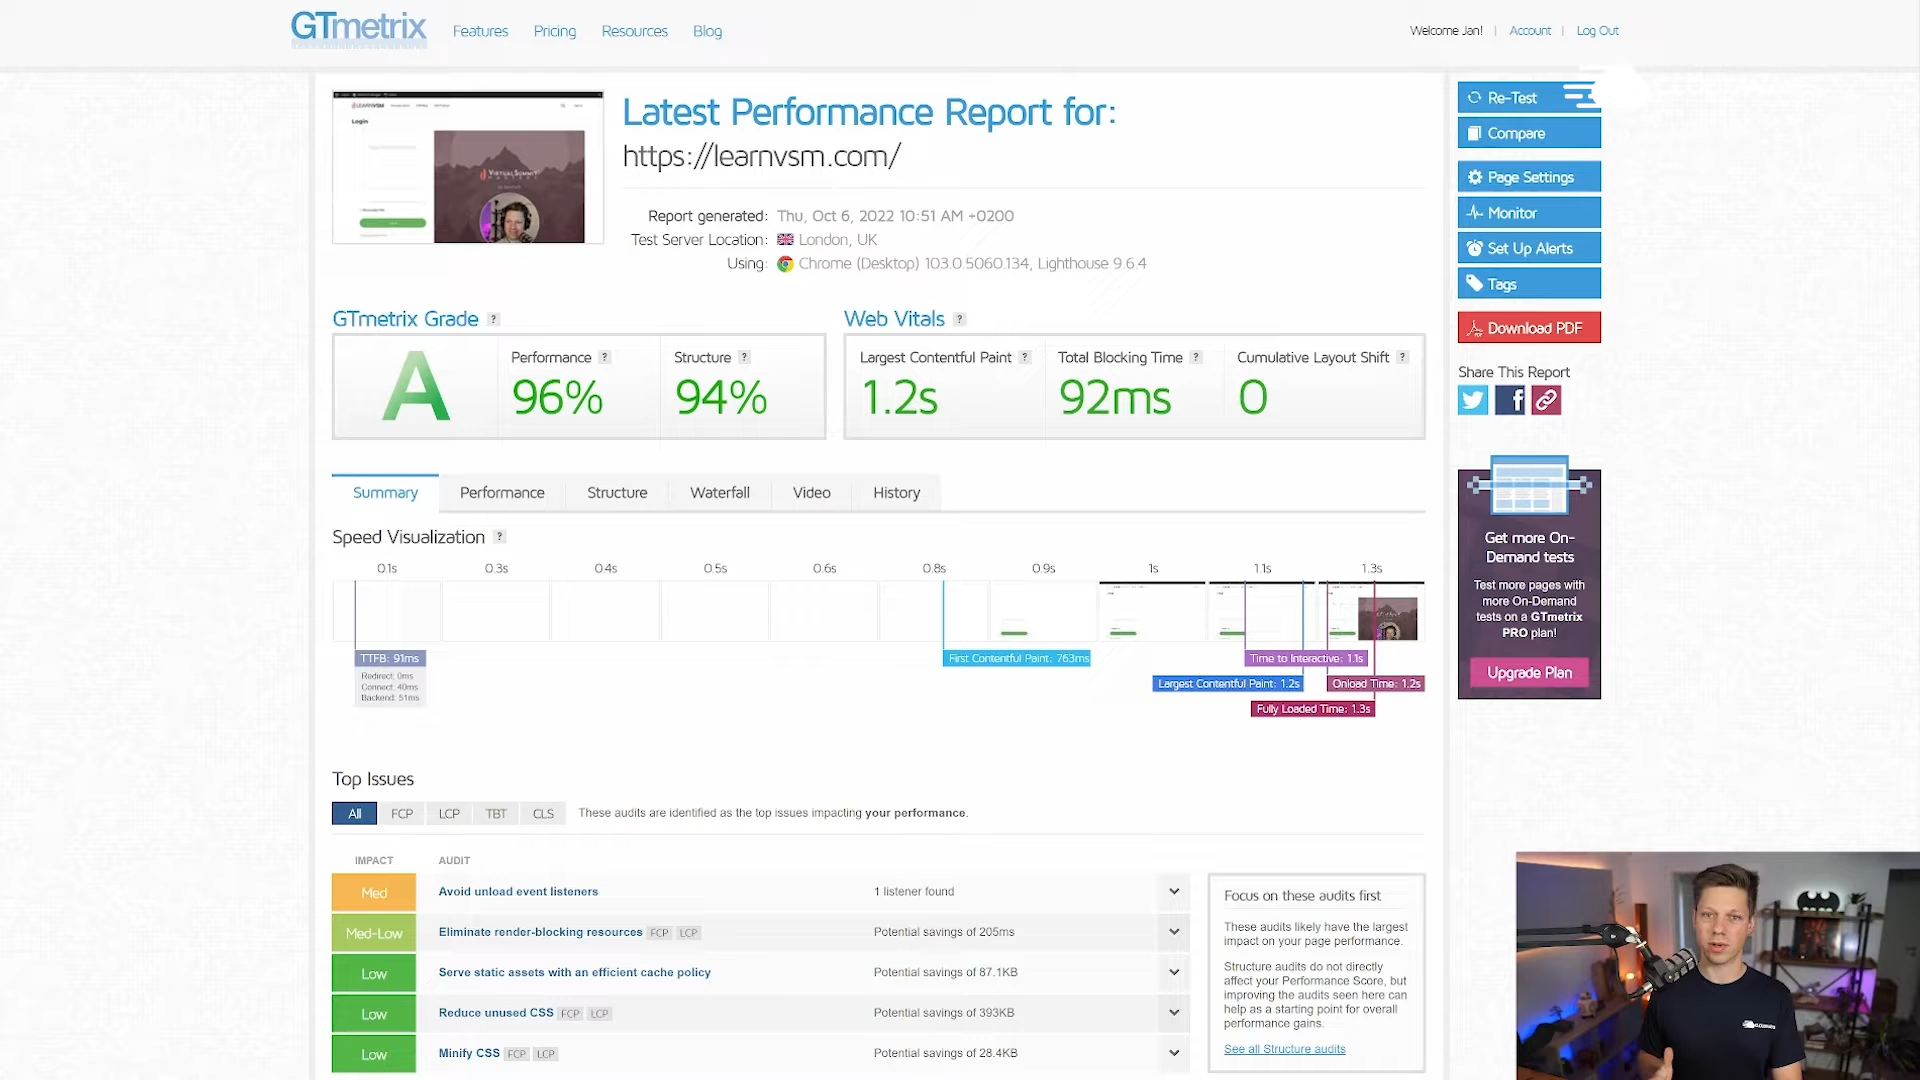 GTmetrix
Features
Pricing
Resources
Blog
Welcome Jan!
Account
Log Out
Login
Latest Performance Report for:
https://learnvsm.com/
Report generated: Thu, Oct 6, 2022 10:51 AM +0200
Test Server Location: London, UK
Using: Chrome (Desktop) 103.0.5060.134, Lighthouse 9.6.4
Re-Test
Compare
Page Settings
Monitor
Set Up Alerts
Tags
Download PDF
Share This Report
GTmetrix Grade ?
Web Vitals ?
A
Performance ?
96%
Structure ?
94%
Largest Contentful Paint ?
1.2s
Total Blocking Time ?
92ms
Cumulative Layout Shift ?
0
Summary
Performance
Structure
Waterfall
Video
History
Speed Visualization ?
0.1s 0.3s 0.4s 0.5s 0.6s 0.8s 0.9s 1s 1.1s 1.3s
TTFB: 91ms
Redirect: 0ms
Connect: 40ms
Backend: 51ms
First Contentful Paint: 763ms
Time to Interactive: 1.1s
Largest Contentful Paint: 1.2s
Onload Time: 1.2s
Fully Loaded Time: 1.3s
Get more On-
Demand tests
Test more pages with
more On-Demand
tests on a GTmetrix
PRO plan!
Upgrade Plan
Top Issues
All FCP LCP TBT CLS
These audits are identified as the top issues impacting your performance.
IMPACT AUDIT
Med Avoid unload event listeners 1 listener found
Med-Low Eliminate render-blocking resources FCP LCP Potential savings of 205ms
Low Serve static assets with an efficient cache policy Potential savings of 87.1KB
Low Reduce unused CSS FCP LCP Potential savings of 393KB
Low Minify CSS FCP LCP Potential savings of 28.4KB
Focus on these audits first
These audits likely have the largest
impact on your page performance.
Structure audits do not directly
affect your Performance Score, but
improving the audits seen here can
help as a starting point for overall
performance gains.
See all Structure audits